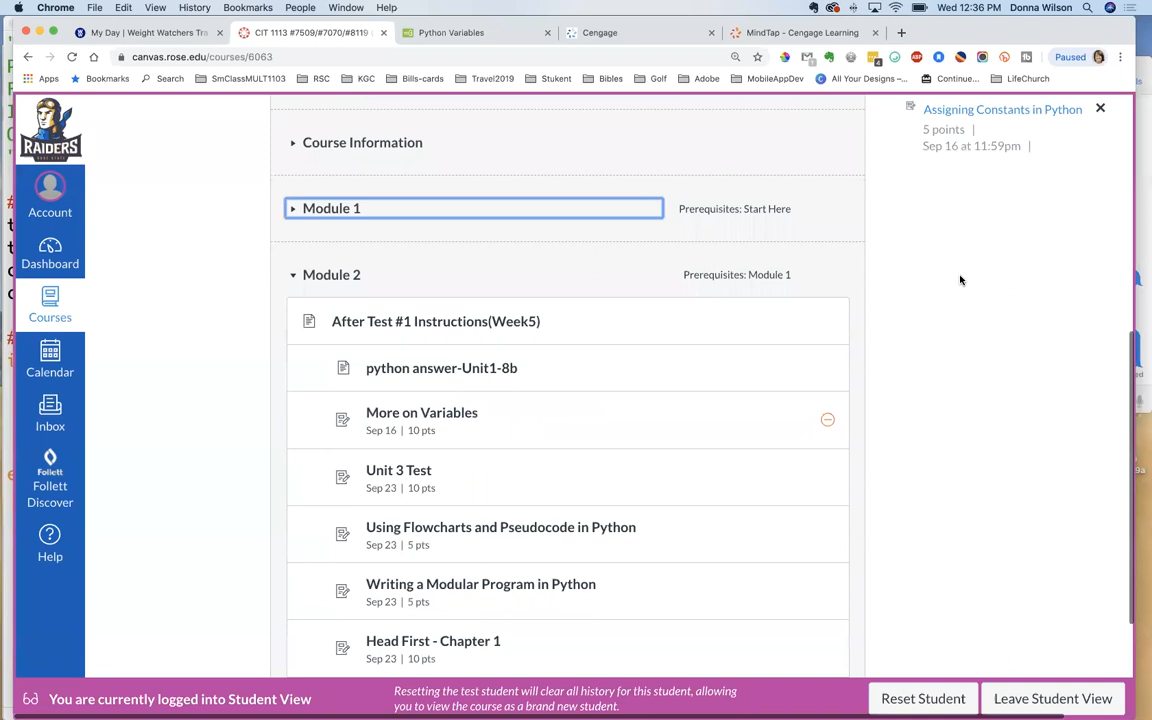 Chrome File Edit View History Bookmarks People Window Help Wed 12:36 PM Donna Wilson
My Day | Weight Watchers Tra
CIT 1113 #7509/#7070/#8119
Python Variables
Cengage
MindTap - Cengage Learning
canvas.rose.edu/courses/6063
Paused
Apps Bookmarks Search SmClassMULT1103 RSC KGC Bills-cards Travel2019 Stukent Bibles Golf Adobe MobileAppDev All Your Designs –... Continue... LifeChurch
RAIDERS
Account
Dashboard
Courses
Calendar
Inbox
Follett
Follett
Discover
Help
Course Information
Module 1
Prerequisites: Start Here
Module 2
Prerequisites: Module 1
After Test #1 Instructions(Week5)
python answer-Unit1-8b
More on Variables
Sep 16 | 10 pts
Unit 3 Test
Sep 23 | 10 pts
Using Flowcharts and Pseudocode in Python
Sep 23 | 5 pts
Writing a Modular Program in Python
Sep 23 | 5 pts
Head First - Chapter 1
Sep 23 | 10 pts
Assigning Constants in Python
5 points |
Sep 16 at 11:59pm |
You are currently logged into Student View
Resetting the test student will clear all history for this student, allowing
you to view the course as a brand new student.
Reset Student
Leave Student View